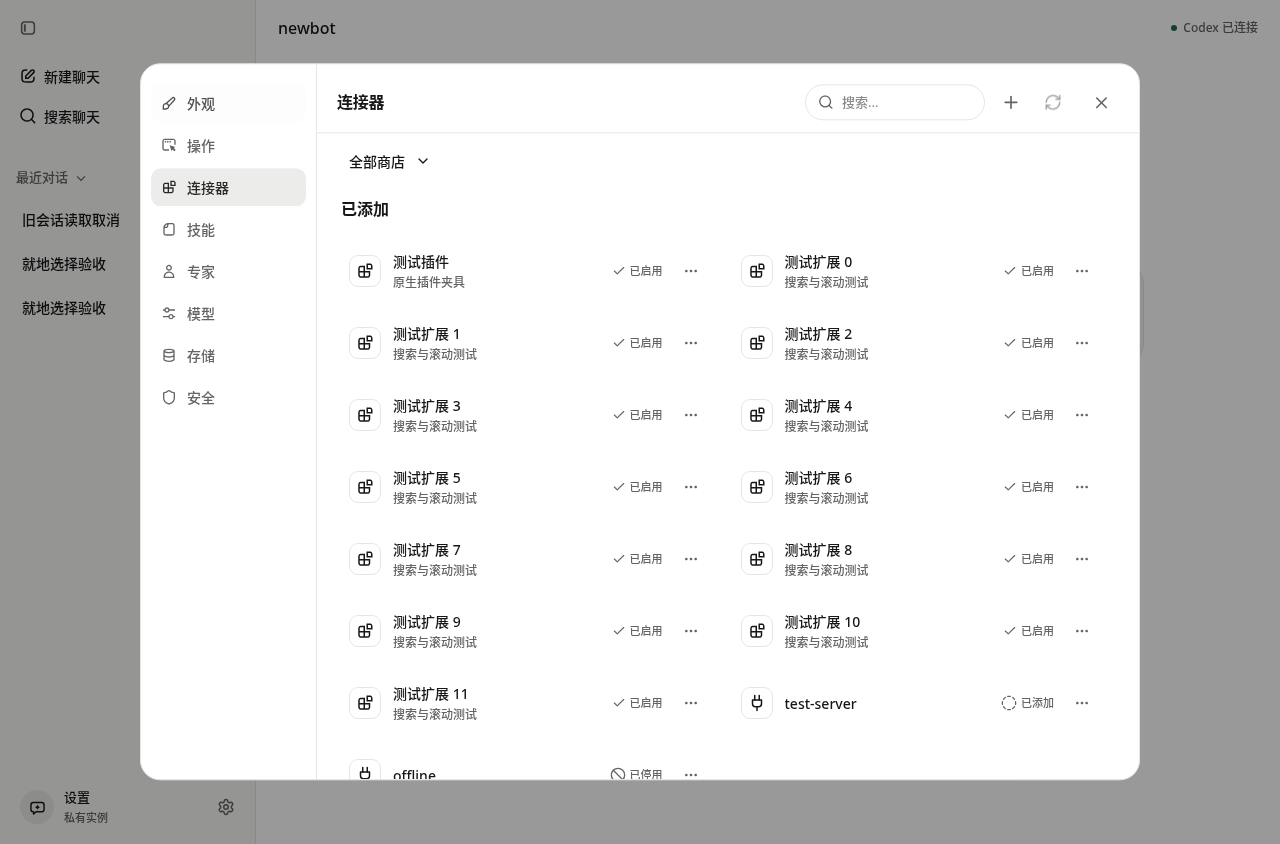 newbot
Codex 已连接
新建聊天
搜索聊天
最近对话
旧会话读取取消
就地选择验收
就地选择验收
设置
私有实例
外观
操作
连接器
技能
专家
模型
存储
安全
连接器
搜索...
全部商店
已添加
测试插件
原生插件夹具
已启用
测试扩展 0
搜索与滚动测试
已启用
测试扩展 1
搜索与滚动测试
已启用
测试扩展 2
搜索与滚动测试
已启用
测试扩展 3
搜索与滚动测试
已启用
测试扩展 4
搜索与滚动测试
已启用
测试扩展 5
搜索与滚动测试
已启用
测试扩展 6
搜索与滚动测试
已启用
测试扩展 7
搜索与滚动测试
已启用
测试扩展 8
搜索与滚动测试
已启用
测试扩展 9
搜索与滚动测试
已启用
测试扩展 10
搜索与滚动测试
已启用
测试扩展 11
搜索与滚动测试
已启用
test-server
已添加
offline
已停用